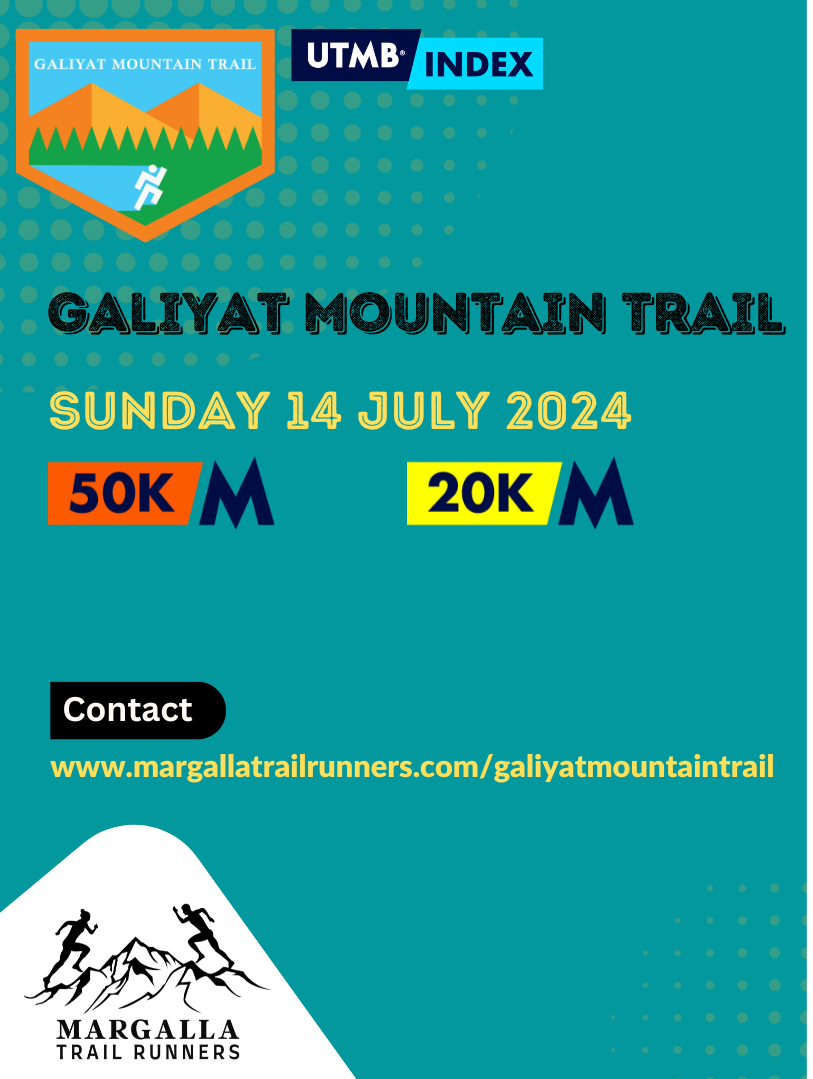 GALIYAT MOUNTAIN TRAIL
UTMB® INDEX
GALIYAT MOUNTAIN TRAIL
SUNDAY 14 JULY 2024
50K M
20K M
Contact
www.margallatrailrunners.com/galiyatmountaintrail
MARGALLA
TRAIL RUNNERS